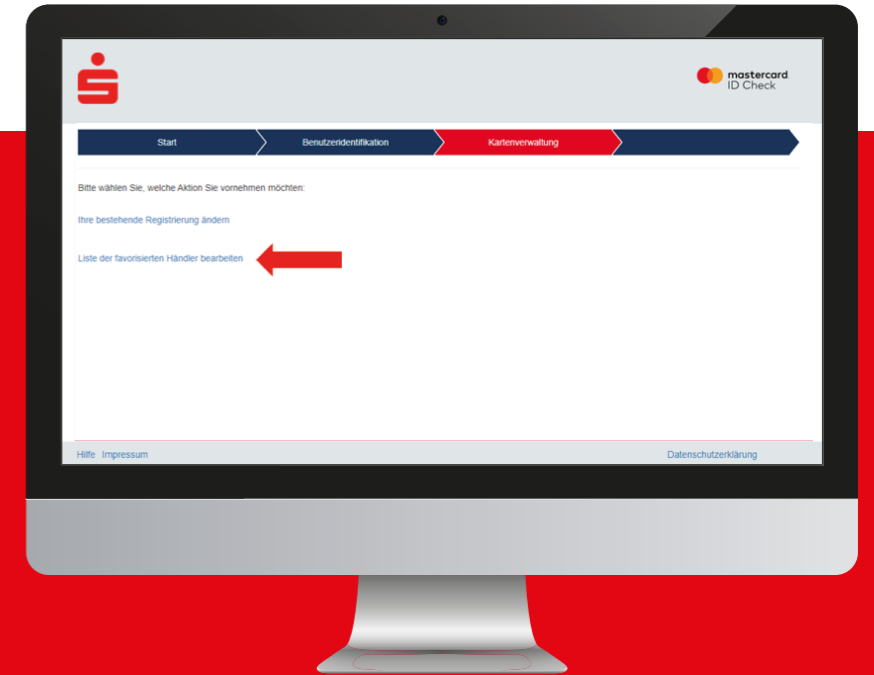 mastercard
ID Check
Start
Benutzeridentifikation
Kartenverwaltung
Bitte wählen Sie, welche Aktion Sie vornehmen möchten:
Ihre bestehende Registrierung ändern
Liste der favorisierten Händler bearbeiten
Hilfe Impressum
Datenschutzerklärung